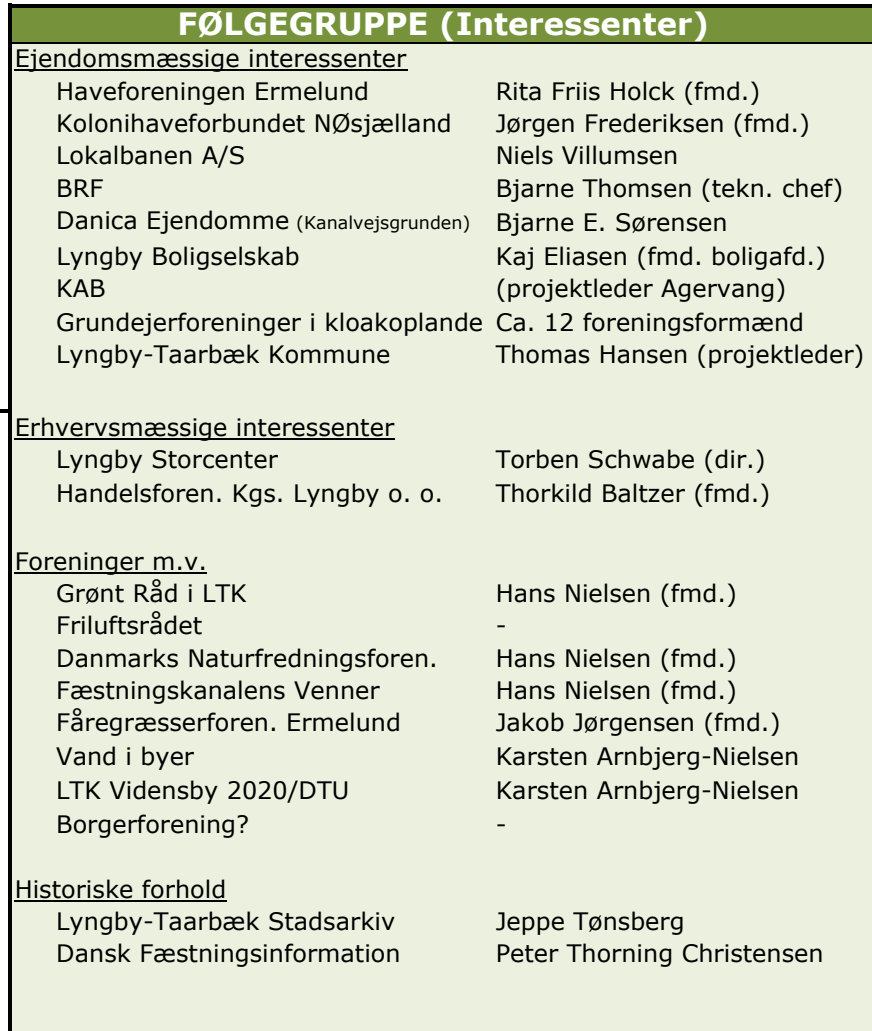 FØLGEGRUPPE (Interessenter)
Ejendomsmæssige interessenter
Haveforeningen Ermelund Rita Friis Holck (fmd.)
Kolonihaveforbundet NØsjælland Jørgen Frederiksen (fmd.)
Lokalbanen A/S Niels Villumsen
BRF Bjarne Thomsen (tekn. chef)
Danica Ejendomme (Kanalvejsgrunden) Bjarne E. Sørensen
Lyngby Boligselskab Kaj Eliasen (fmd. boligafd.)
KAB (projektleder Agervang)
Grundejerforeninger i kloakoplande Ca. 12 foreningsformænd
Lyngby-Taarbæk Kommune Thomas Hansen (projektleder)
Erhvervsmæssige interessenter
Lyngby Storcenter Torben Schwabe (dir.)
Handelsforen. Kgs. Lyngby o. o. Thorkild Baltzer (fmd.)
Foreninger m.v.
Grønt Råd i LTK Hans Nielsen (fmd.)
Friluftsrådet -
Danmarks Naturfredningsforen. Hans Nielsen (fmd.)
Fæstningskanalens Venner Hans Nielsen (fmd.)
Fåregræsserforen. Ermelund Jakob Jørgensen (fmd.)
Vand i byer Karsten Arnbjerg-Nielsen
LTK Vidensby 2020/DTU Karsten Arnbjerg-Nielsen
Borgerforening? -
Historiske forhold
Lyngby-Taarbæk Stadsarkiv Jeppe Tønsberg
Dansk Fæstningsinformation Peter Thorning Christensen